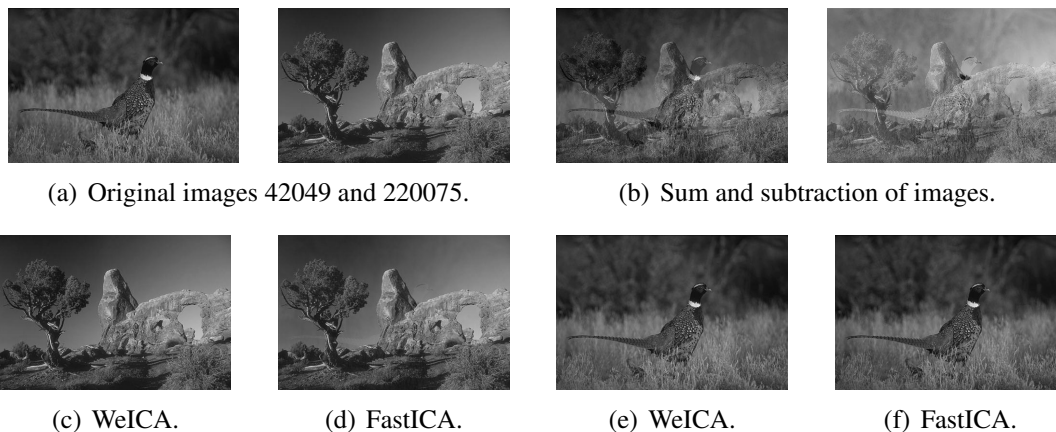 (a) Original images 42049 and 220075.
(b) Sum and subtraction of images.
(c) WeICA.
(d) FastICA.
(e) WeICA.
(f) FastICA.